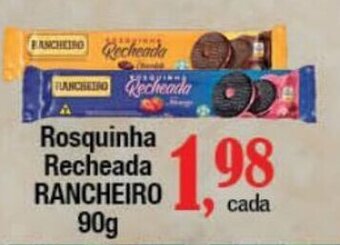 RANCHEIRO
ROSQUINHA
Recheada
Chocolate
RANCHEIRO
ROSQUINHA
Recheada
Morango
Rosquinha
Recheada
RANCHEIRO
90g
1,98
cada